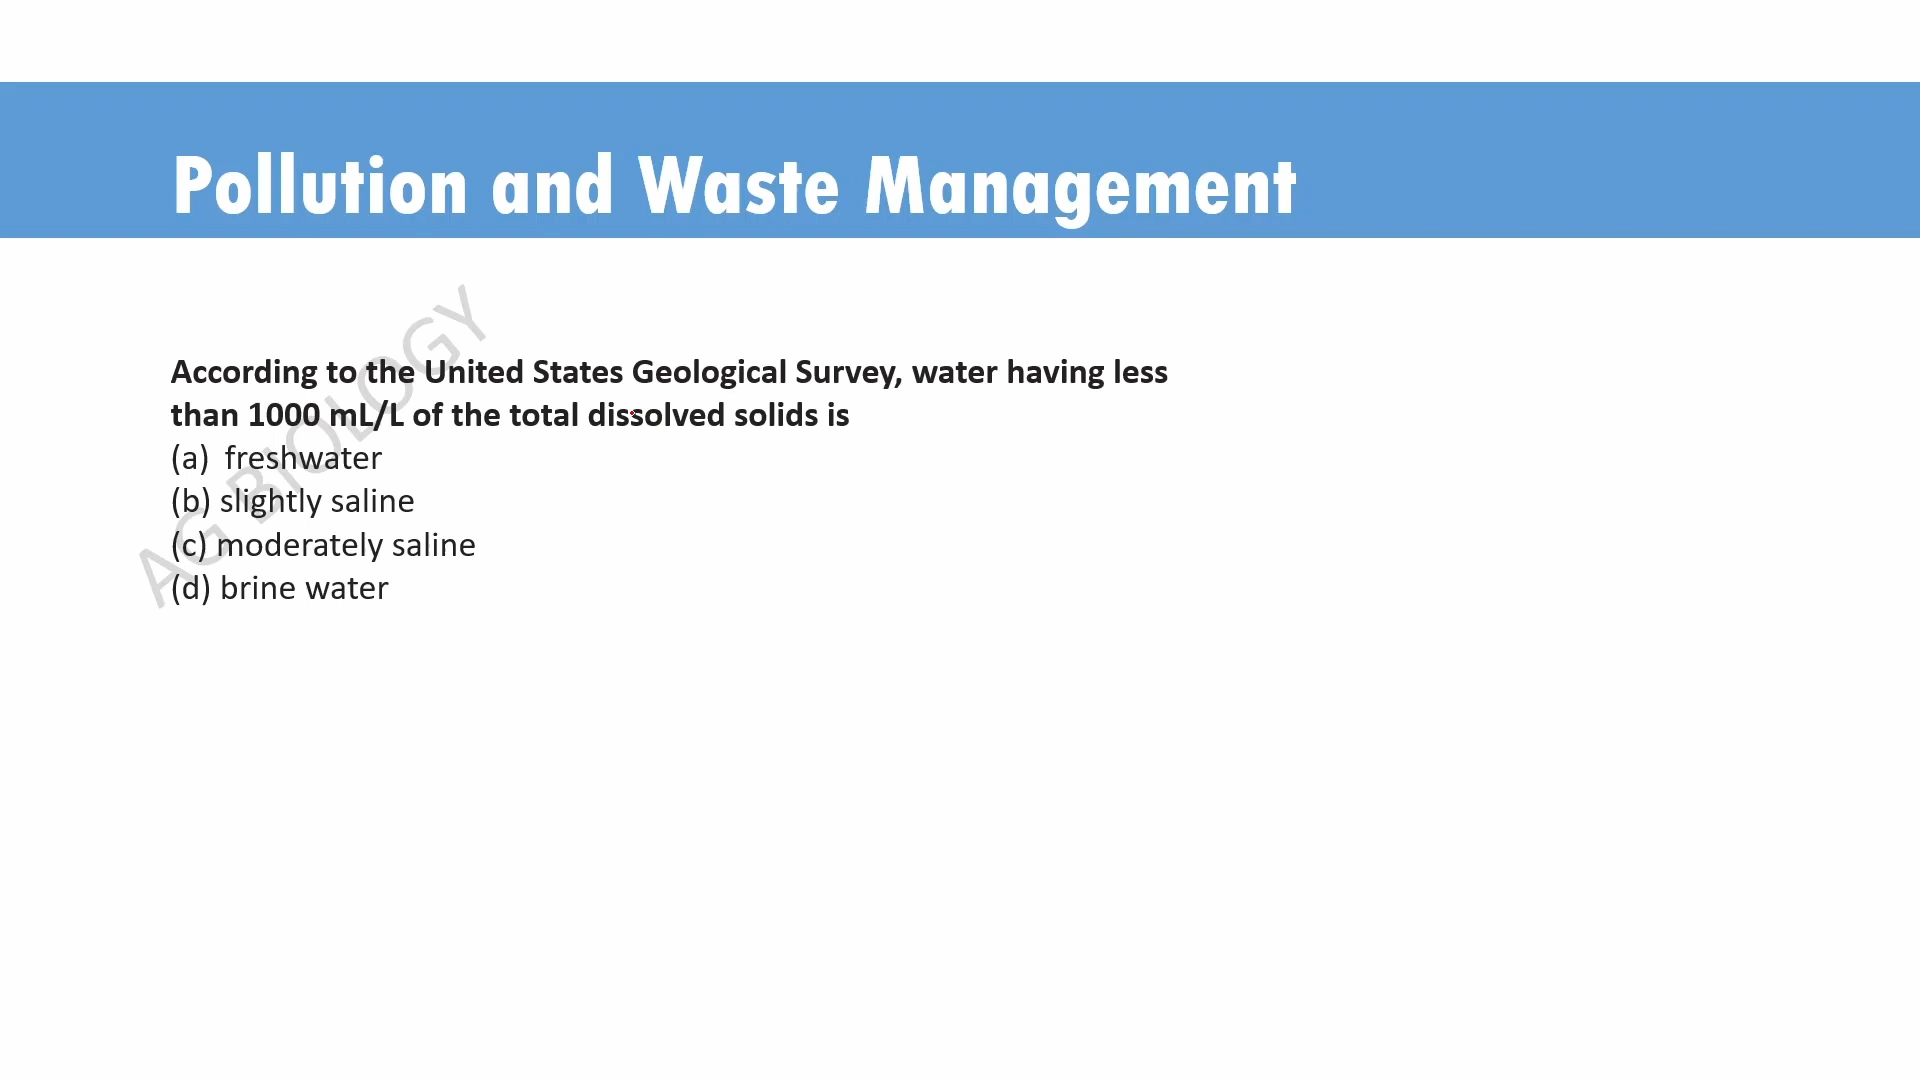 Pollution and Waste Management
According to the United States Geological Survey, water having less
than 1000 mL/L of the total dissolved solids is
(a) freshwater
(b) slightly saline
(c) moderately saline
(d) brine water
AG BIOLOGY